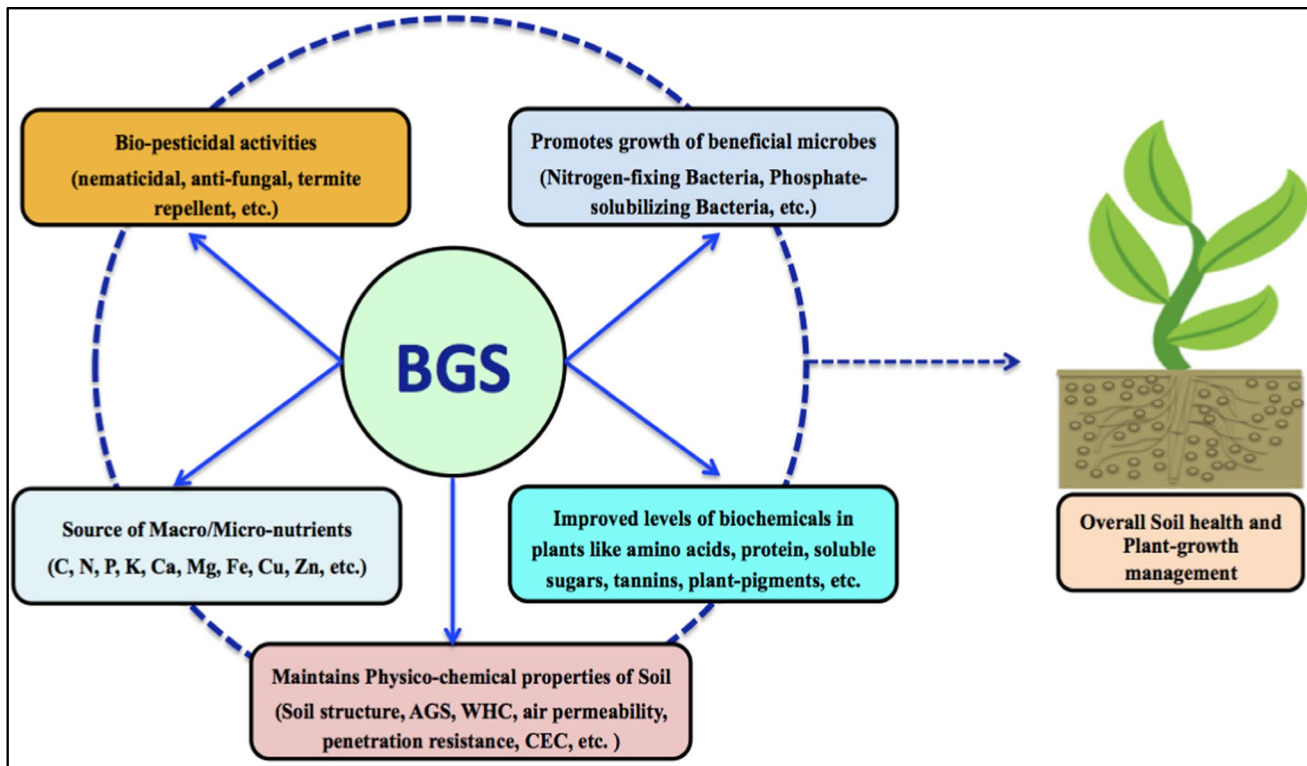 Bio-pesticidal activities
(nematicidal, anti-fungal, termite
repellent, etc.)
Promotes growth of beneficial microbes
(Nitrogen-fixing Bacteria, Phosphate-
solubilizing Bacteria, etc.)
BGS
Source of Macro/Micro-nutrients
(C, N, P, K, Ca, Mg, Fe, Cu, Zn, etc.)
Improved levels of biochemicals in
plants like amino acids, protein, soluble
sugars, tannins, plant-pigments, etc.
Maintains Physico-chemical properties of Soil
(Soil structure, AGS, WHC, air permeability,
penetration resistance, CEC, etc. )
Overall Soil health and
Plant-growth
management